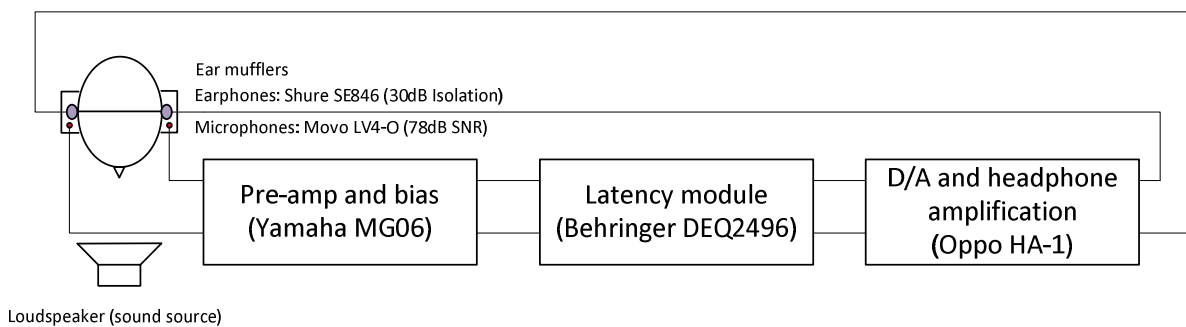 Ear mufflers
Earphones: Shure SE846 (30dB Isolation)
Microphones: Movo LV4-O (78dB SNR)
Pre-amp and bias
(Yamaha MG06)
Latency module
(Behringer DEQ2496)
D/A and headphone
amplification
(Oppo HA-1)
Loudspeaker (sound source)